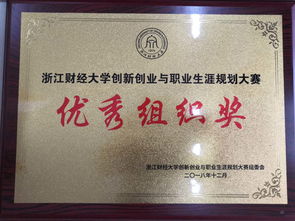 浙江财经大学创新创业与职业生涯规划大赛
优秀组织奖
浙江财经大学创新创业与职业生涯规划大赛组委会
二〇一八年十二月